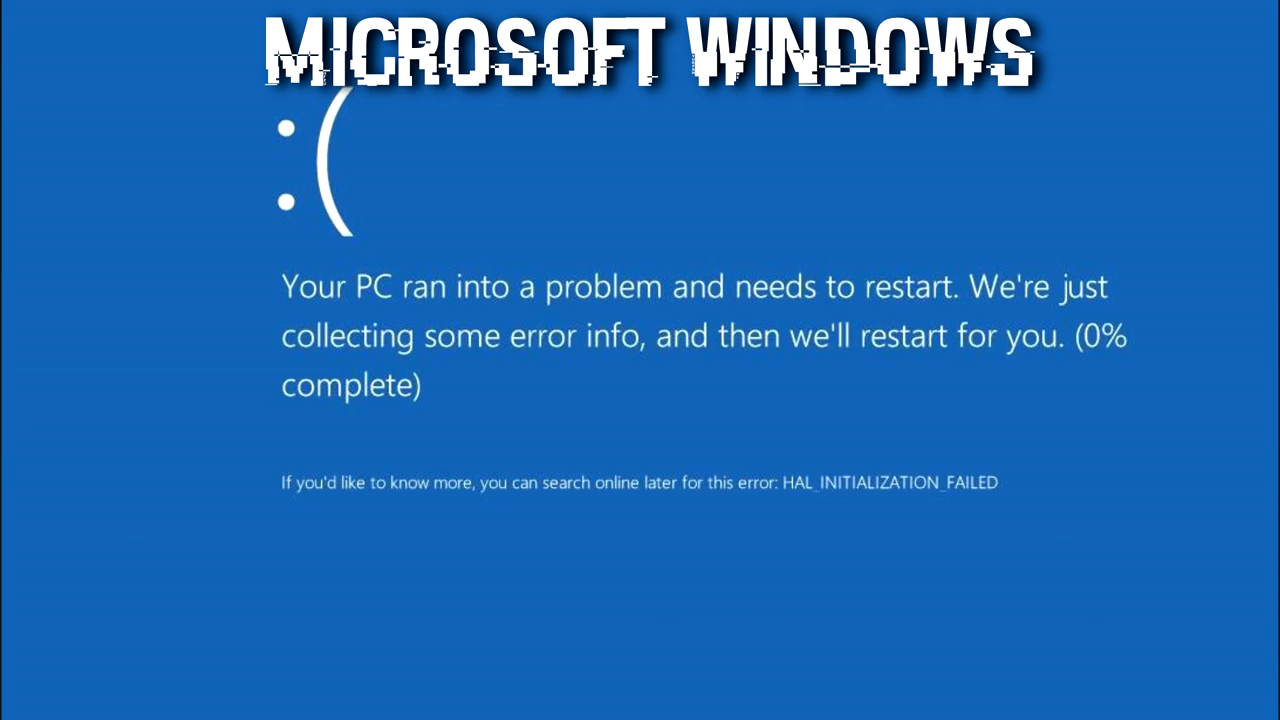 MICROSOFT WINDOWS
:(
Your PC ran into a problem and needs to restart. We're just
collecting some error info, and then we'll restart for you. (0%
complete)
If you'd like to know more, you can search online later for this error: HAL_INITIALIZATION_FAILED